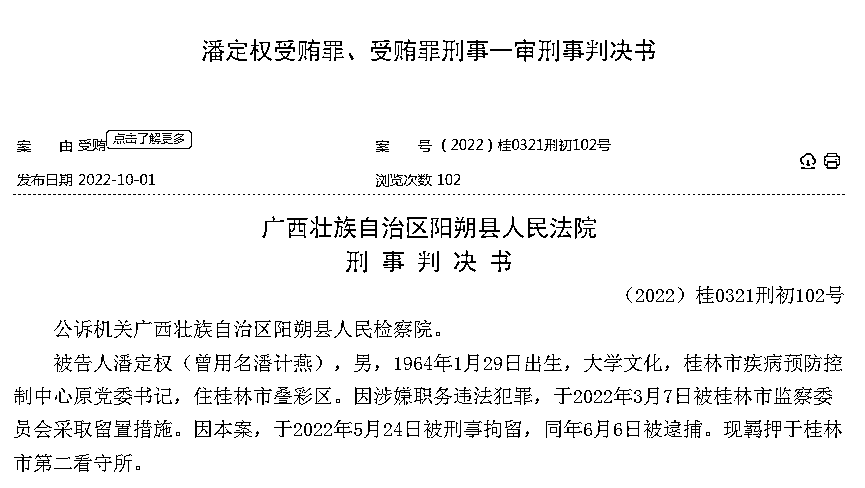 潘定权受贿罪、受贿罪刑事一审刑事判决书
案 由 受贿 点击了解更多 案 号 （2022）桂0321刑初102号
发布日期 2022-10-01 浏览次数 102
广西壮族自治区阳朔县人民法院
刑 事 判 决 书
（2022）桂0321刑初102号
公诉机关广西壮族自治区阳朔县人民检察院。
被告人潘定权（曾用名潘计燕），男，1964年1月29日出生，大学文化，桂林市疾病预防控
制中心原党委书记，住桂林市叠彩区。因涉嫌职务违法犯罪，于2022年3月7日被桂林市监察委
员会采取留置措施。因本案，于2022年5月24日被刑事拘留，同年6月6日被逮捕。现羁押于桂林
市第二看守所。